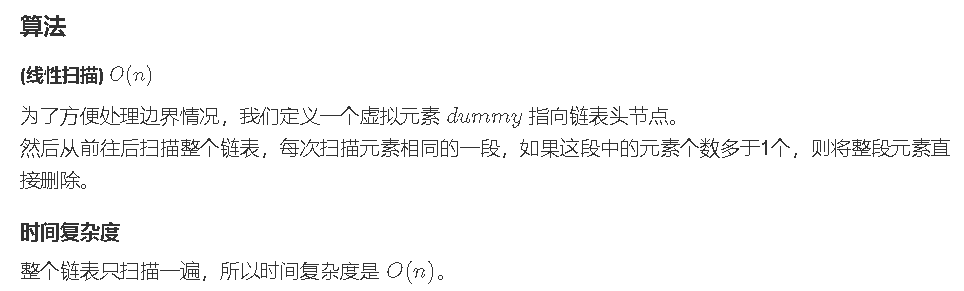 算法
(线性扫描) O(n)
为了方便处理边界情况，我们定义一个虚拟元素 dummy 指向链表头节点。
然后从前往后扫描整个链表，每次扫描元素相同的一段，如果这段中的元素个数多于1个，则将整段元素直
接删除。
时间复杂度
整个链表只扫描一遍，所以时间复杂度是 O(n)。